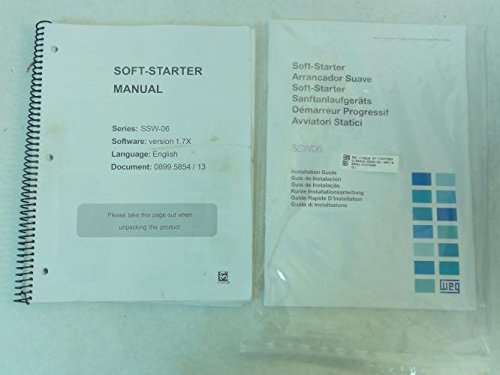 SOFT-STARTER
MANUAL
Series: SSW-06
Software: version 1.7X
Language: English
Document: 0899.5854 / 13
Please take this page out when
unpacking the product
Soft-Starter
Arrancador Suave
Soft-Starter
Sanftanlaufgeräts
Démarreur Progressif
Avviatori Statici
SSW06
Installation Guide
Guía de Instalación
Guia de Instalação
Kurze Installationsanleitung
Guide Rapide D'Installation
Guida di Installazione
weg